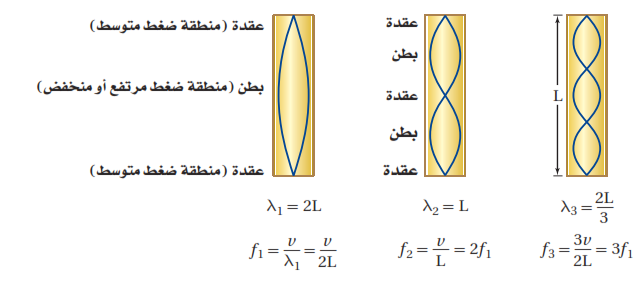 عقدة (منطقة ضغط متوسط)
بطن (منطقة ضغط مرتفع أو منخفض)
عقدة (منطقة ضغط متوسط)
λ₁ = 2L
f₁ = v/λ₁ = v/2L
عقدة
بطن
عقدة
بطن
عقدة
λ₂ = L
f₂ = v/L = 2f₁
L
λ₃ = 2L/3
f₃ = 3v/2L = 3f₁